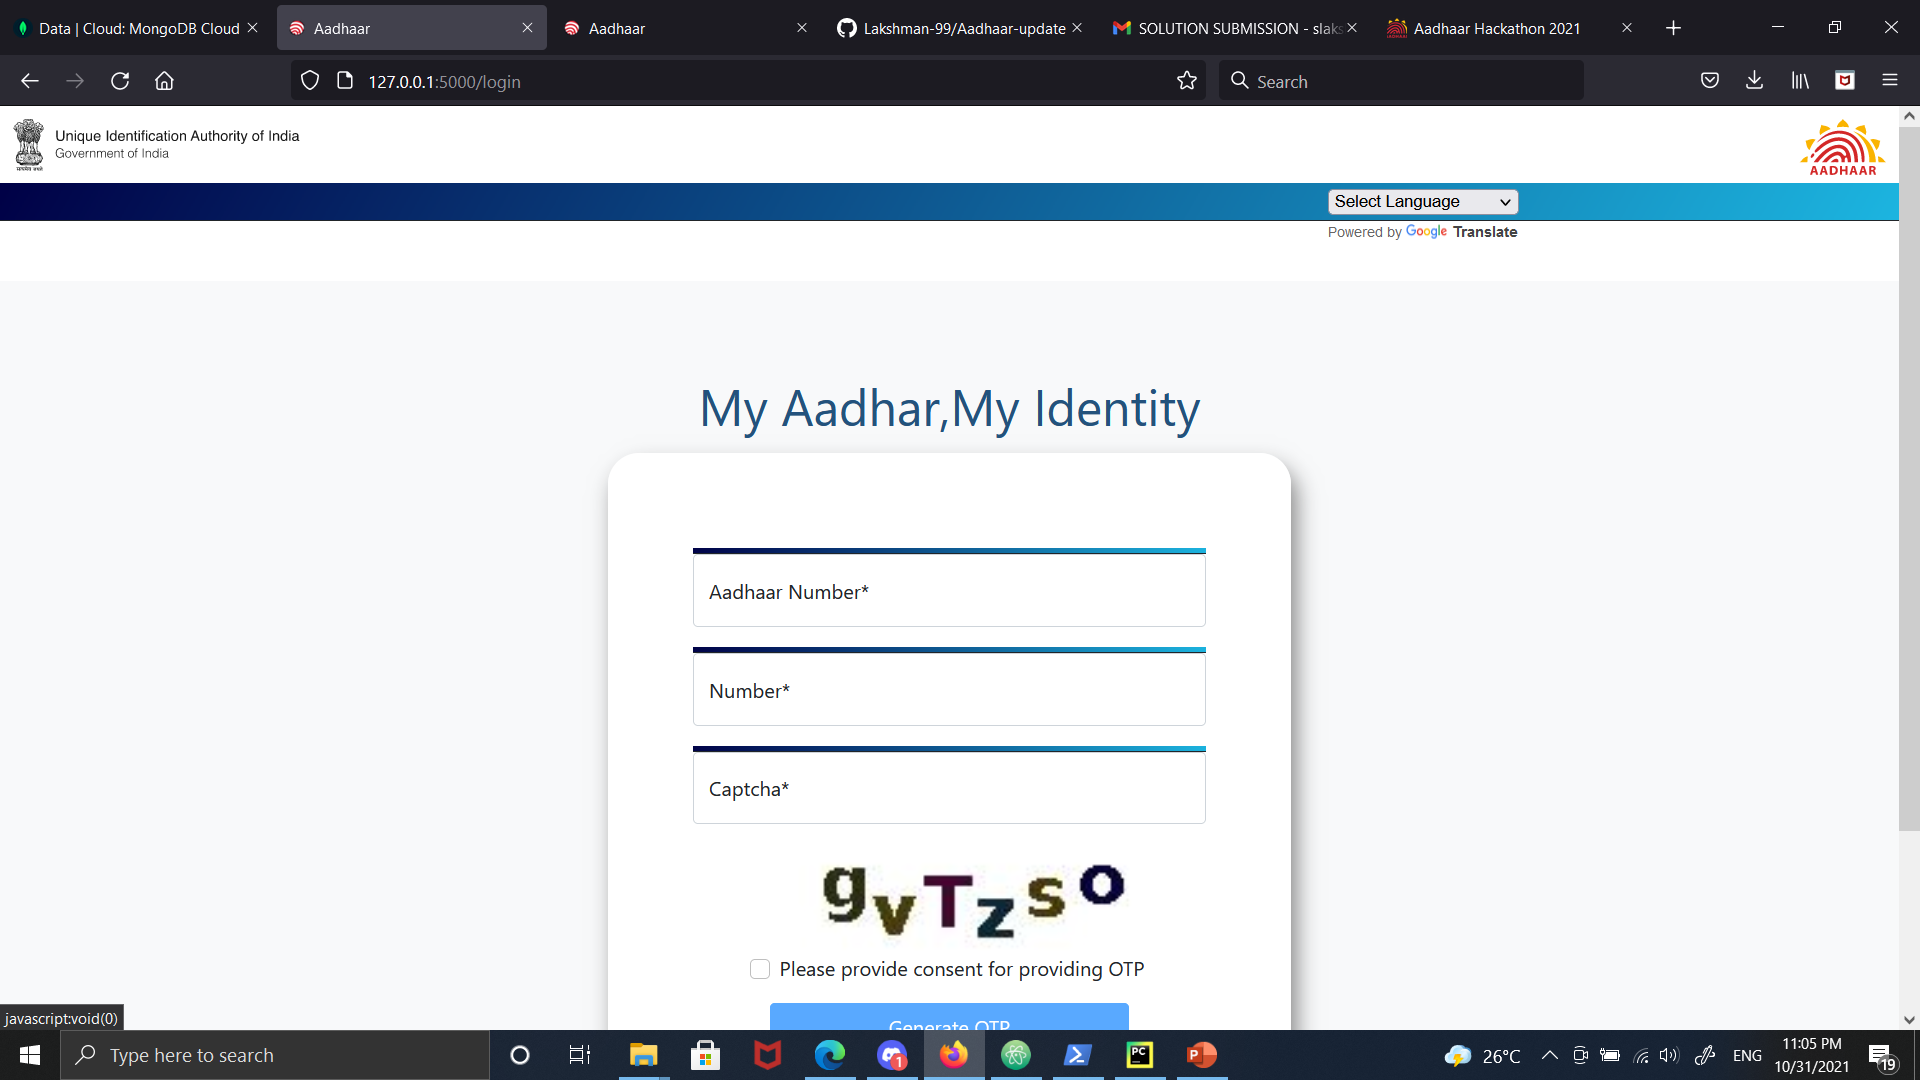 Data | Cloud: MongoDB Cloud
Aadhaar
Aadhaar
Lakshman-99/Aadhaar-update
SOLUTION SUBMISSION - slaks
Aadhaar Hackathon 2021
127.0.0.1:5000/login
Search
Unique Identification Authority of India
Government of India
AADHAAR
Select Language
Powered by Google Translate
My Aadhar,My Identity
Aadhaar Number*
Number*
Captcha*
gvTzso
Please provide consent for providing OTP
Generate OTP
javascript:void(0)
Type here to search
1
PC
P
26°C
ENG
11:05 PM
10/31/2021
19